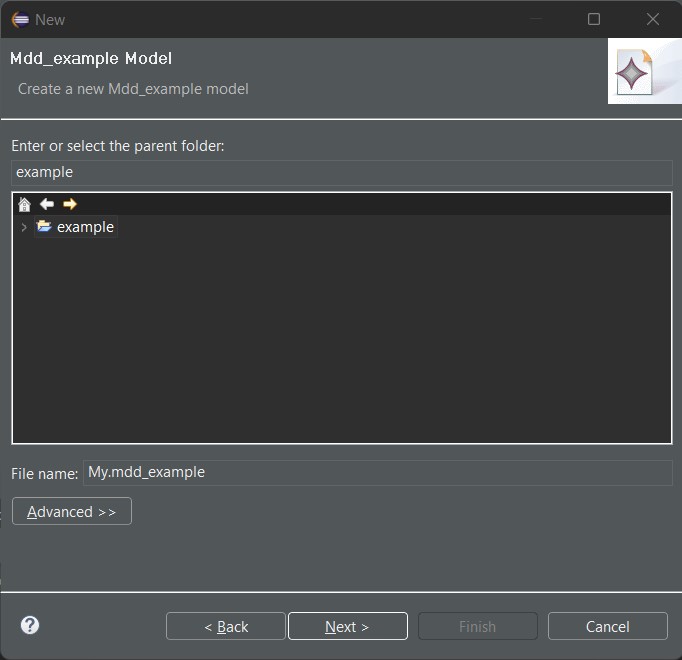 New
Mdd_example Model
Create a new Mdd_example model
Enter or select the parent folder:
example
example
File name: My.mdd_example
Advanced >>
? < Back Next > Finish Cancel